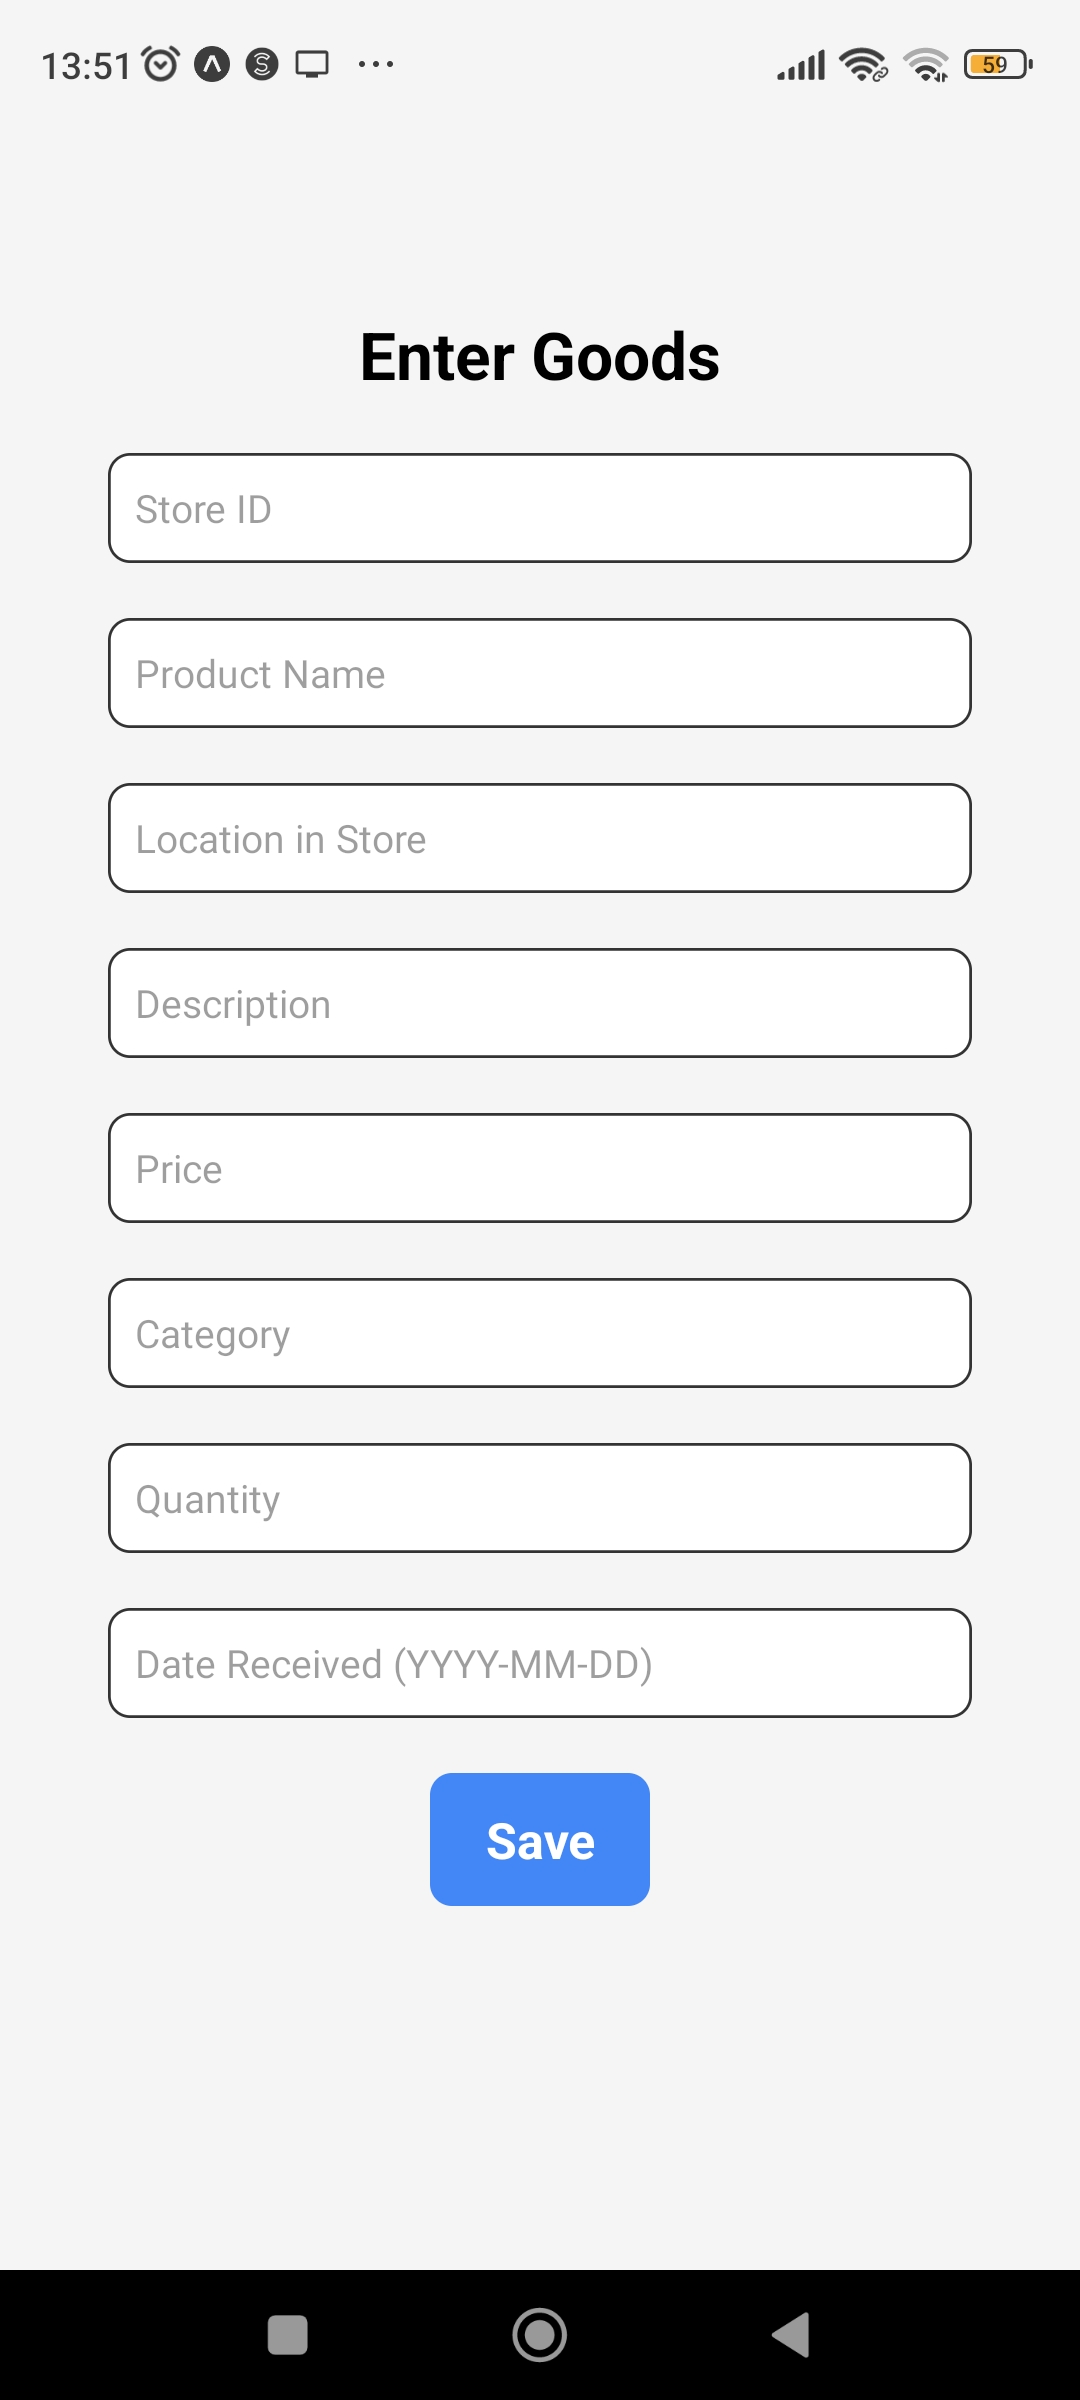 13:51
59
Enter Goods
Store ID
Product Name
Location in Store
Description
Price
Category
Quantity
Date Received (YYYY-MM-DD)
Save